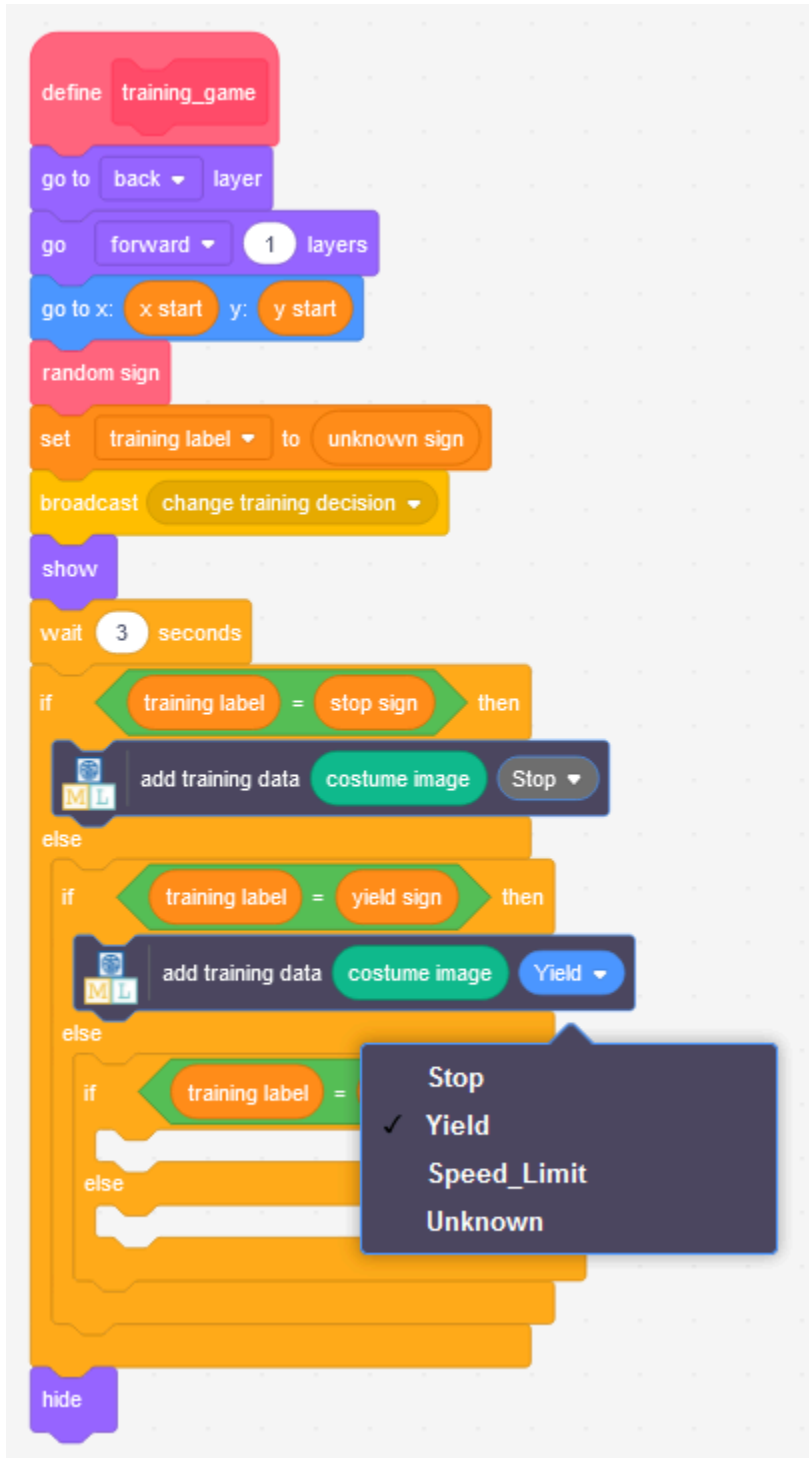 define training_game
go to back layer
go forward 1 layers
go to x: x start y: y start
random sign
set training label to unknown sign
broadcast change training decision
show
wait 3 seconds
if training label = stop sign then
ML add training data costume image Stop
else
if training label = yield sign then
ML add training data costume image Yield
else
Stop
if training label =
Yield
Speed_Limit
else
Unknown
hide